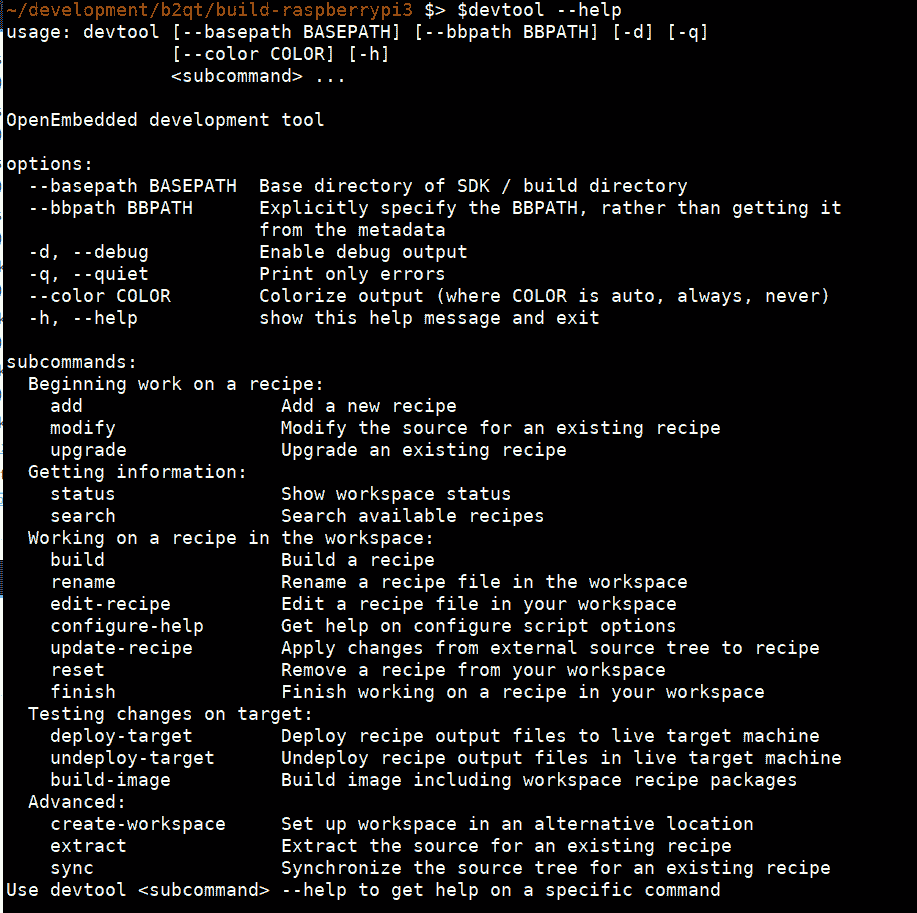 ~/development/b2qt/build-raspberrypi3 $> $devtool --help
usage: devtool [--basepath BASEPATH] [--bbpath BBPATH] [-d] [-q]
               [--color COLOR] [-h]
               <subcommand> ...

OpenEmbedded development tool

options:
  --basepath BASEPATH  Base directory of SDK / build directory
  --bbpath BBPATH      Explicitly specify the BBPATH, rather than getting it
                       from the metadata
  -d, --debug          Enable debug output
  -q, --quiet          Print only errors
  --color COLOR        Colorize output (where COLOR is auto, always, never)
  -h, --help           show this help message and exit

subcommands:
  Beginning work on a recipe:
    add                  Add a new recipe
    modify               Modify the source for an existing recipe
    upgrade              Upgrade an existing recipe
  Getting information:
    status               Show workspace status
    search               Search available recipes
  Working on a recipe in the workspace:
    build                Build a recipe
    rename               Rename a recipe file in the workspace
    edit-recipe          Edit a recipe file in your workspace
    configure-help       Get help on configure script options
    update-recipe        Apply changes from external source tree to recipe
    reset                Remove a recipe from your workspace
    finish               Finish working on a recipe in your workspace
  Testing changes on target:
    deploy-target        Deploy recipe output files to live target machine
    undeploy-target      Undeploy recipe output files in live target machine
    build-image          Build image including workspace recipe packages
  Advanced:
    create-workspace     Set up workspace in an alternative location
    extract              Extract the source for an existing recipe
    sync                 Synchronize the source tree for an existing recipe
Use devtool <subcommand> --help to get help on a specific command